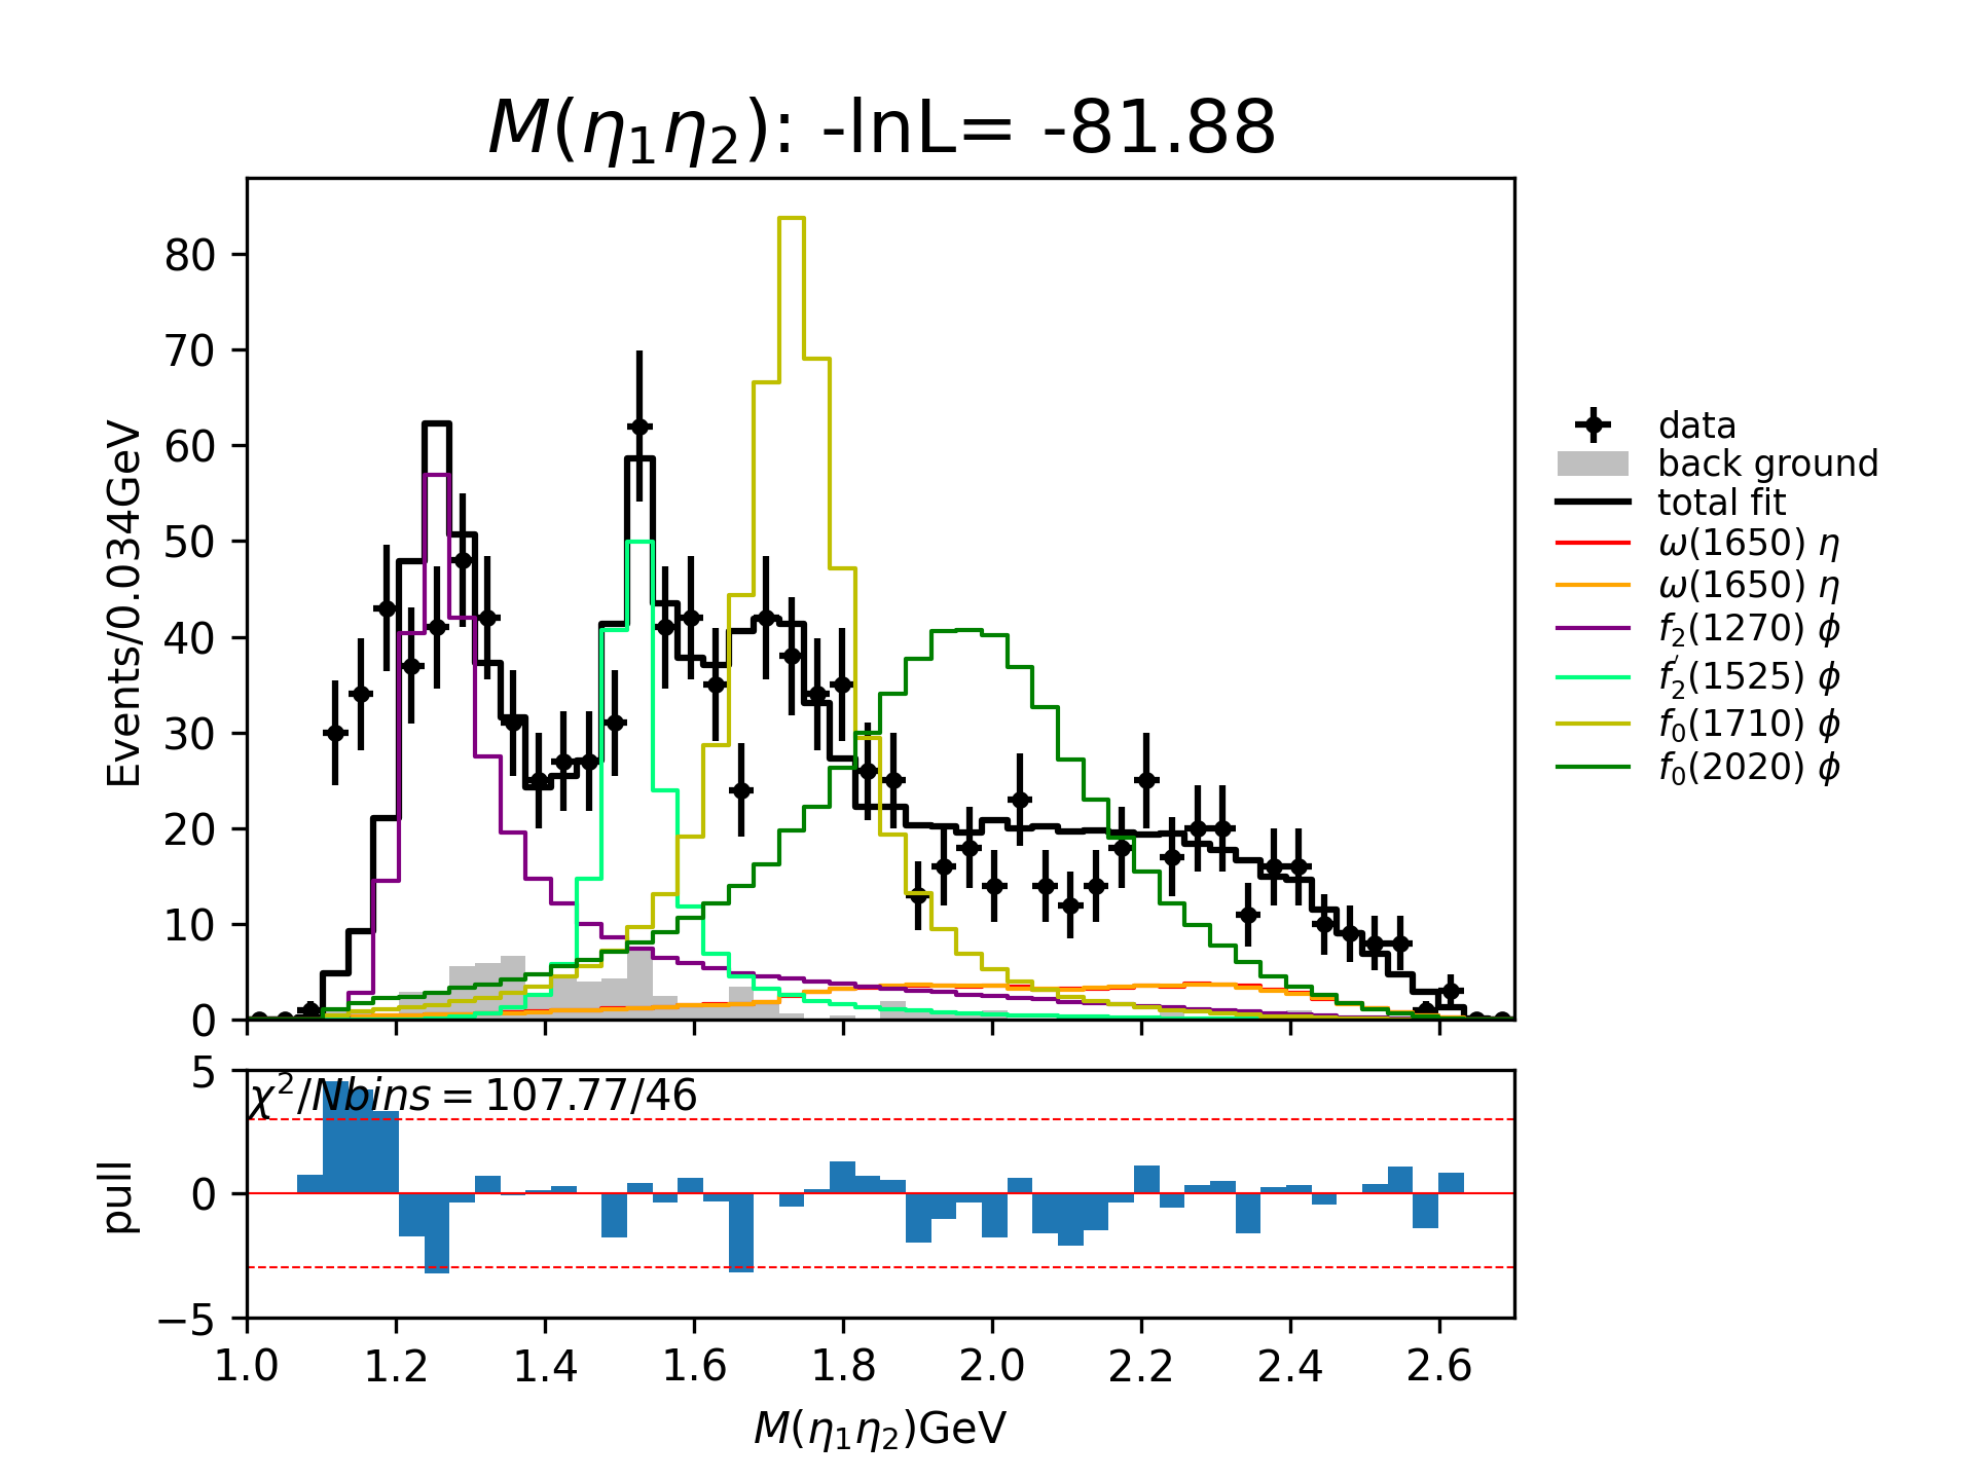 M(η₁η₂): -lnL= -81.88
Events/0.034GeV
80
70
60
50
40
30
20
10
0
data
back ground
total fit
ω(1650) η
ω(1650) η
f₂(1270) ϕ
f₂′(1525) ϕ
f₀(1710) ϕ
f₀(2020) ϕ
χ²/Nbins = 107.77/46
pull
5
0
−5
1.0 1.2 1.4 1.6 1.8 2.0 2.2 2.4 2.6
M(η₁η₂)GeV